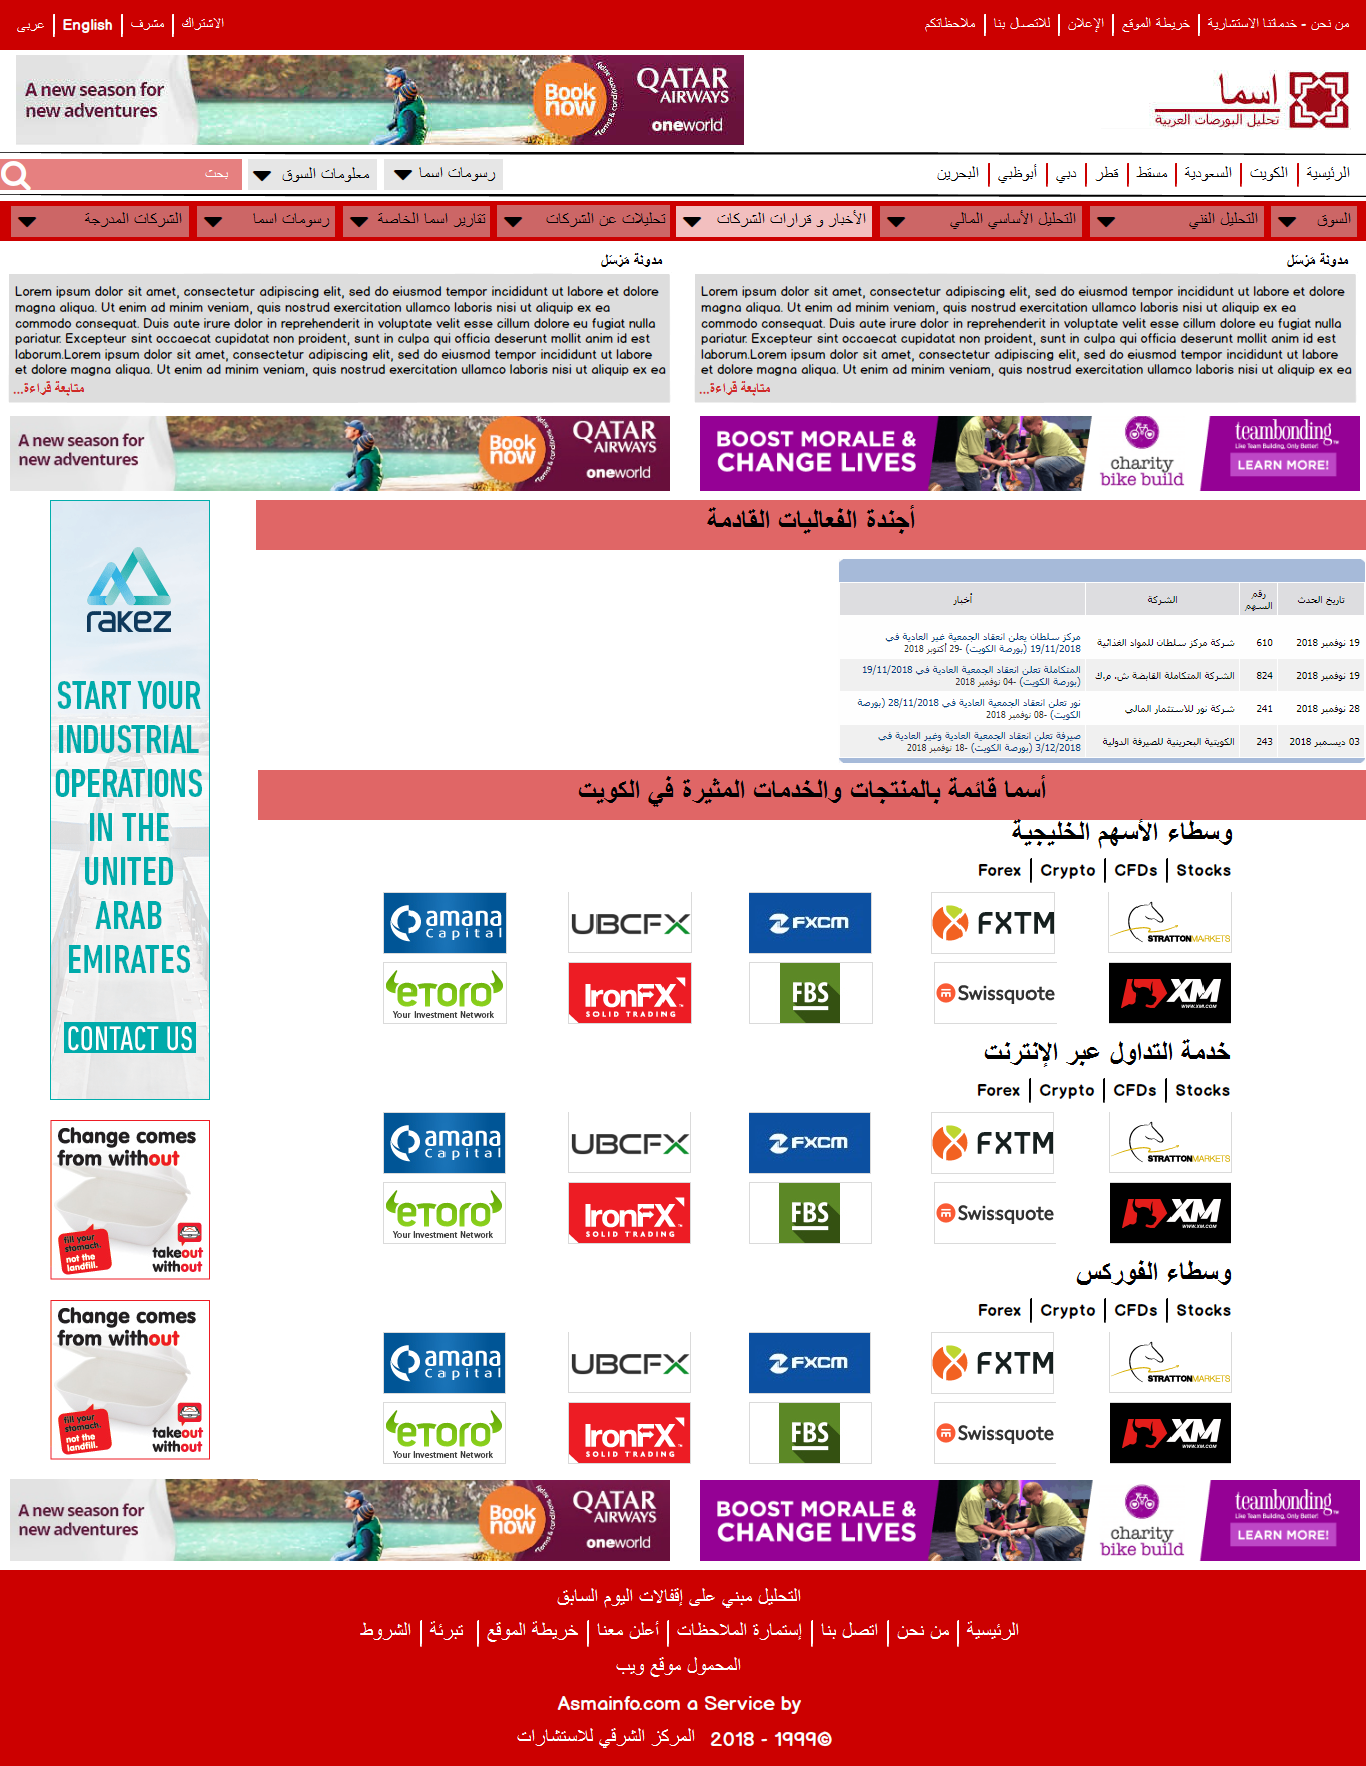 من نحن - خدمالتنا الاستشارية | خريطة الموقع | الإعلان | للاتصال بنا | ملاحظاتكم
الاشتراك | مشرف | English | عربى
اسما
تحليل البورصات العربية
A new season for
new adventures
Book
now
QATAR
AIRWAYS
oneworld
الرئيسية | الكويت | السعودية | مسقط | قطر | دبي | أبوظبي | البحرين
رسومات اسما
معلومات السوق
بحث
السوق
التحليل الفني
التحليل الأساسي المالي
الأخبار و قرارات الشركات
تحليلات عن الشركات
تقارير اسما الخاصة
رسومات اسما
الشركات المدرجة
مدونة مَرْسَل
Lorem ipsum dolor sit amet, consectetur adipiscing elit, sed do eiusmod tempor incididunt ut labore et dolore
magna aliqua. Ut enim ad minim veniam, quis nostrud exercitation ullamco laboris nisi ut aliquip ex ea
commodo consequat. Duis aute irure dolor in reprehenderit in voluptate velit esse cillum dolore eu fugiat nulla
pariatur. Excepteur sint occaecat cupidatat non proident, sunt in culpa qui officia deserunt mollit anim id est
laborum.Lorem ipsum dolor sit amet, consectetur adipiscing elit, sed do eiusmod tempor incididunt ut labore
et dolore magna aliqua. Ut enim ad minim veniam, quis nostrud exercitation ullamco laboris nisi ut aliquip ex ea
متابعة قراءة...
مدونة مَرْسَل
Lorem ipsum dolor sit amet, consectetur adipiscing elit, sed do eiusmod tempor incididunt ut labore et dolore
magna aliqua. Ut enim ad minim veniam, quis nostrud exercitation ullamco laboris nisi ut aliquip ex ea
commodo consequat. Duis aute irure dolor in reprehenderit in voluptate velit esse cillum dolore eu fugiat nulla
pariatur. Excepteur sint occaecat cupidatat non proident, sunt in culpa qui officia deserunt mollit anim id est
laborum.Lorem ipsum dolor sit amet, consectetur adipiscing elit, sed do eiusmod tempor incididunt ut labore
et dolore magna aliqua. Ut enim ad minim veniam, quis nostrud exercitation ullamco laboris nisi ut aliquip ex ea
متابعة قراءة...
BOOST MORALE &
CHANGE LIVES
charity
bike build
teambonding
Like Team Building, Only Better!
LEARN MORE!
A new season for
new adventures
Book
now
QATAR
AIRWAYS
oneworld
أجندة الفعاليات القادمة
تاريخ الحدث
رقم السهم
الشركة
أخبار
19 نوفمبر 2018
610
شركة مركز سلطان للمواد الغذائية
مركز سلطان يعلن انعقاد الجمعية غير العادية في
19/11/2018 (بورصة الكويت) -29 أكتوبر 2018
19 نوفمبر 2018
824
الشركة المتكاملة القابضة ش. م.ك
المتكاملة تعلن انعقاد الجمعية العادية في 19/11/2018
(بورصة الكويت) -04 نوفمبر 2018
28 نوفمبر 2018
241
شركة نور للاستثمار المالي
نور تعلن انعقاد الجمعية العادية في 28/11/2018 (بورصة
الكويت) -08 نوفمبر 2018
03 ديسمبر 2018
243
الكويتية البحرينية للصيرفة الدولية
صيرفة تعلن انعقاد الجمعية العادية وغير العادية في
3/12/2018 (بورصة الكويت) -18 نوفمبر 2018
rakez
START YOUR
INDUSTRIAL
OPERATIONS
IN THE
UNITED
ARAB
EMIRATES
CONTACT US
أسما قائمة بالمنتجات والخدمات المثيرة في الكويت
وسطاء الأسهم الخليجية
Forex | Crypto | CFDs | Stocks
amana
capital
UBCFX
FXCM
FXTM
STRATTONMARKETS
eToro
Your Investment Network
IronFX
SOLID TRADING
FBS
Swissquote
XM
WWW.XM.COM
خدمة التداول عبر الإنترنت
Forex | Crypto | CFDs | Stocks
amana
capital
UBCFX
FXCM
FXTM
STRATTONMARKETS
eToro
Your Investment Network
IronFX
SOLID TRADING
FBS
Swissquote
XM
WWW.XM.COM
Change comes
from without
fill your
stomach,
not the
landfill.
takeout
without
وسطاء الفوركس
Forex | Crypto | CFDs | Stocks
amana
capital
UBCFX
FXCM
FXTM
STRATTONMARKETS
eToro
Your Investment Network
IronFX
SOLID TRADING
FBS
Swissquote
XM
WWW.XM.COM
Change comes
from without
fill your
stomach,
not the
landfill.
takeout
without
A new season for
new adventures
Book
now
QATAR
AIRWAYS
oneworld
BOOST MORALE &
CHANGE LIVES
charity
bike build
teambonding
Like Team Building, Only Better!
LEARN MORE!
التحليل مبني على إقفالات اليوم السابق
الرئيسية | من نحن | اتصل بنا | إستمارة الملاحظات | أعلن معنا | خريطة الموقع | تبرئة | الشروط
المحمول موقع ويب
Asmainfo.com a Service by
المركز الشرقي للاستشارات 2018 - 1999©